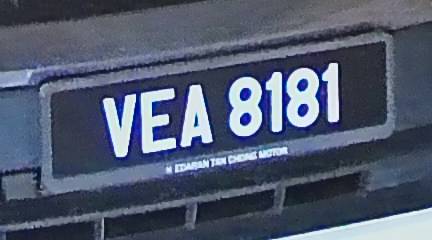 VEA 8181
EDARAN TAN CHONG MOTOR